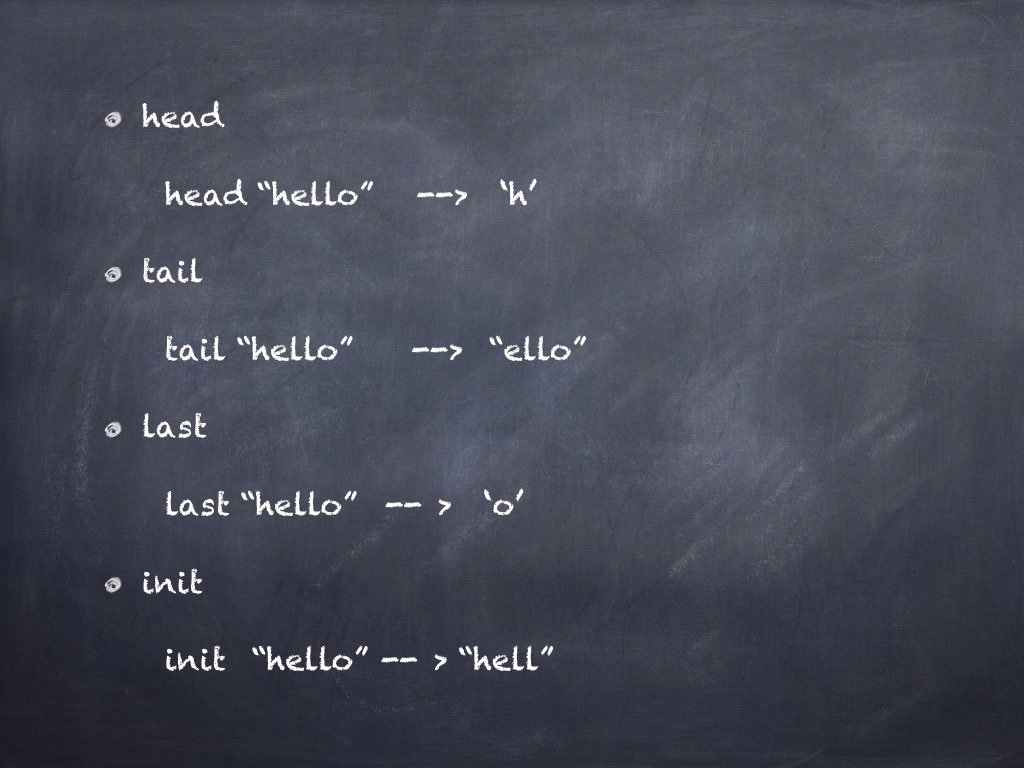 head
head “hello” --> ‘h’
tail
tail “hello” --> “ello”
last
last “hello” -- > ‘o’
init
init “hello” -- > “hell”